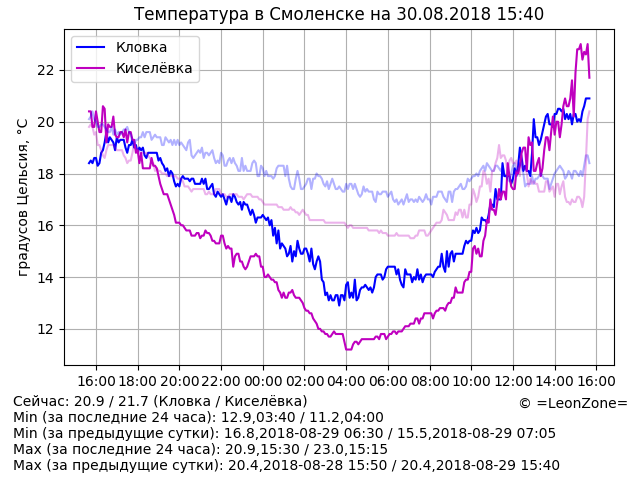 Температура в Смоленске на 30.08.2018 15:40
градусов Цельсия, °C
Кловка
Киселёвка
22
20
18
16
14
12
16:00 18:00 20:00 22:00 00:00 02:00 04:00 06:00 08:00 10:00 12:00 14:00 16:00
© =LeonZone=
Сейчас: 20.9 / 21.7 (Кловка / Киселёвка)
Min (за последние 24 часа): 12.9,03:40 / 11.2,04:00
Min (за предыдущие сутки): 16.8,2018-08-29 06:30 / 15.5,2018-08-29 07:05
Max (за последние 24 часа): 20.9,15:30 / 23.0,15:15
Max (за предыдущие сутки): 20.4,2018-08-28 15:50 / 20.4,2018-08-29 15:40